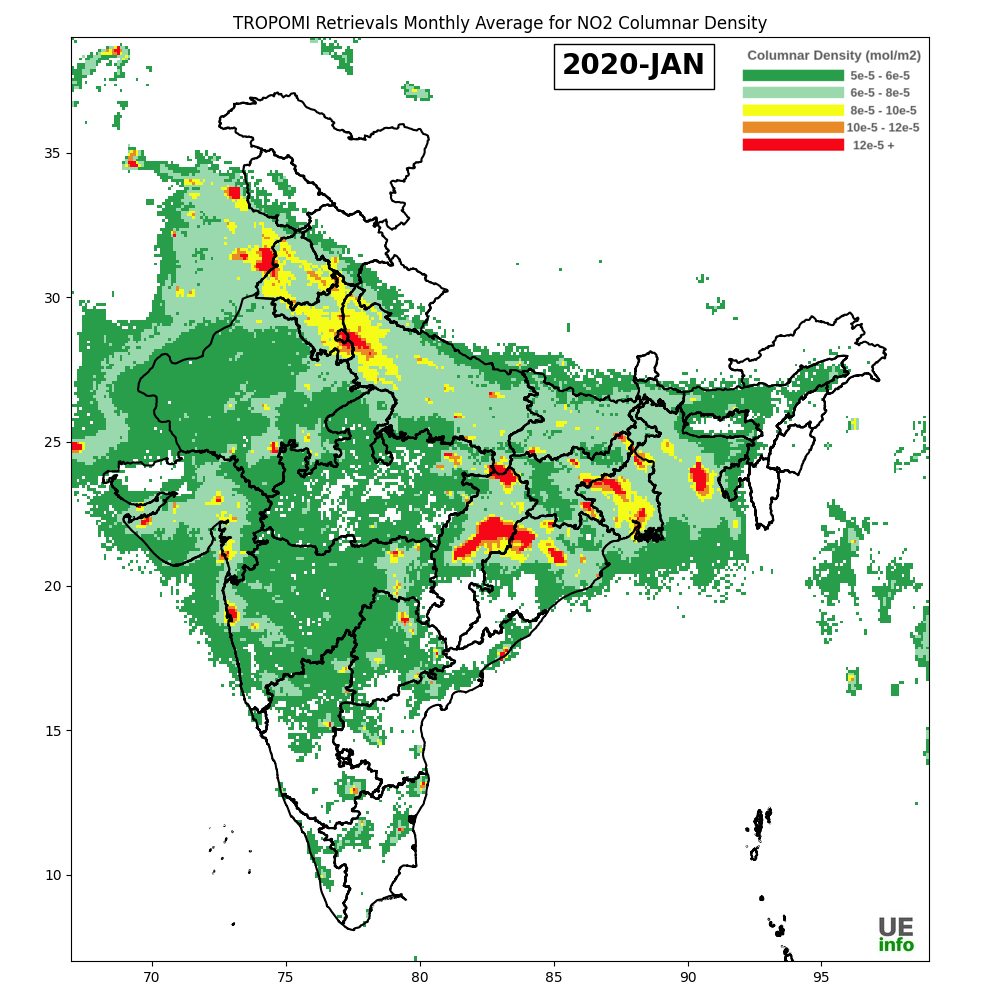 TROPOMI Retrievals Monthly Average for NO2 Columnar Density
2020-JAN
Columnar Density (mol/m2)
5e-5 - 6e-5
6e-5 - 8e-5
8e-5 - 10e-5
10e-5 - 12e-5
12e-5 +
35
30
25
20
15
10
70 75 80 85 90 95
UE
info